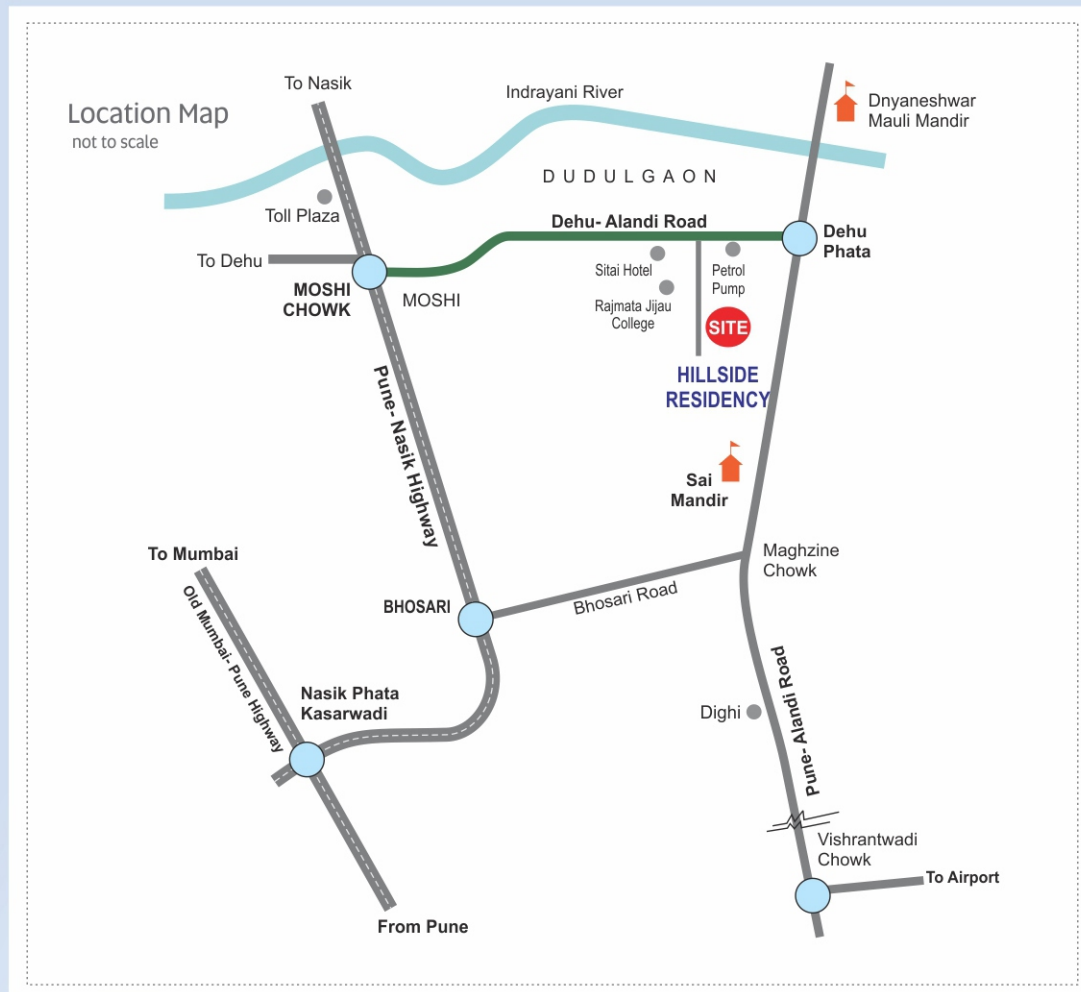 To Nasik
Indrayani River
Location Map
not to scale
Dnyaneshwar
Mauli Mandir
DUDULGAON
Toll Plaza
Dehu- Alandi Road
Dehu
Phata
To Dehu
Sitai Hotel
Petrol
Pump
MOSHI
CHOWK
MOSHI
Rajmata Jijau
College
SITE
HILLSIDE
RESIDENCY
Pune- Nasik Highway
Sai
Mandir
To Mumbai
Maghzine
Chowk
Old Mumbai- Pune Highway
BHOSARI
Bhosari Road
Nasik Phata
Kasarwadi
Dighi
Pune- Alandi Road
Vishrantwadi
Chowk
To Airport
From Pune